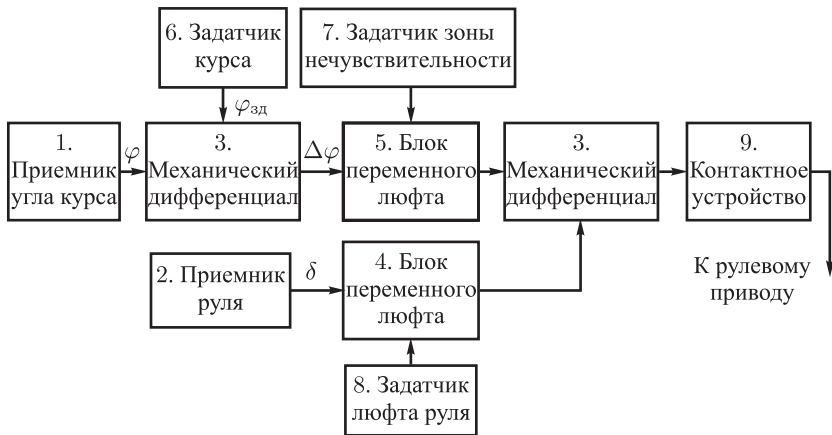 6. Задатчик
курса
7. Задатчик зоны
нечувствительности
φзд
1.
Приемник
угла курса
φ
3.
Механический
дифференциал
Δφ
5. Блок
переменного
люфта
3.
Механический
дифференциал
9.
Контактное
устройство
2. Приемник
руля
δ
4. Блок
переменного
люфта
К рулевому
приводу
8. Задатчик
люфта руля